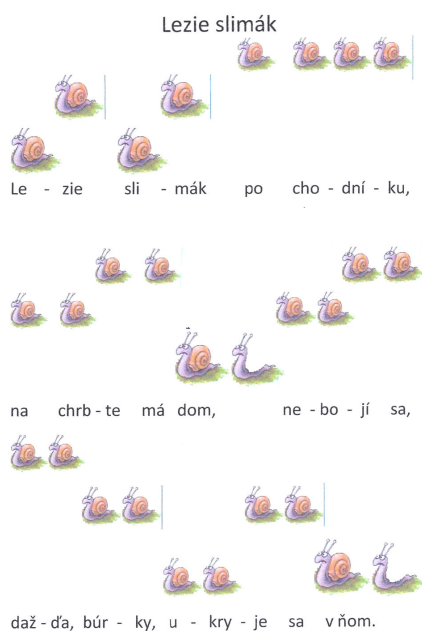 Lezie slimák
Le - zie sli - mák po cho - dní - ku,
na chrb - te má dom, ne - bo - jí sa,
daž - ďa, búr - ky, u - kry - je sa v ňom.